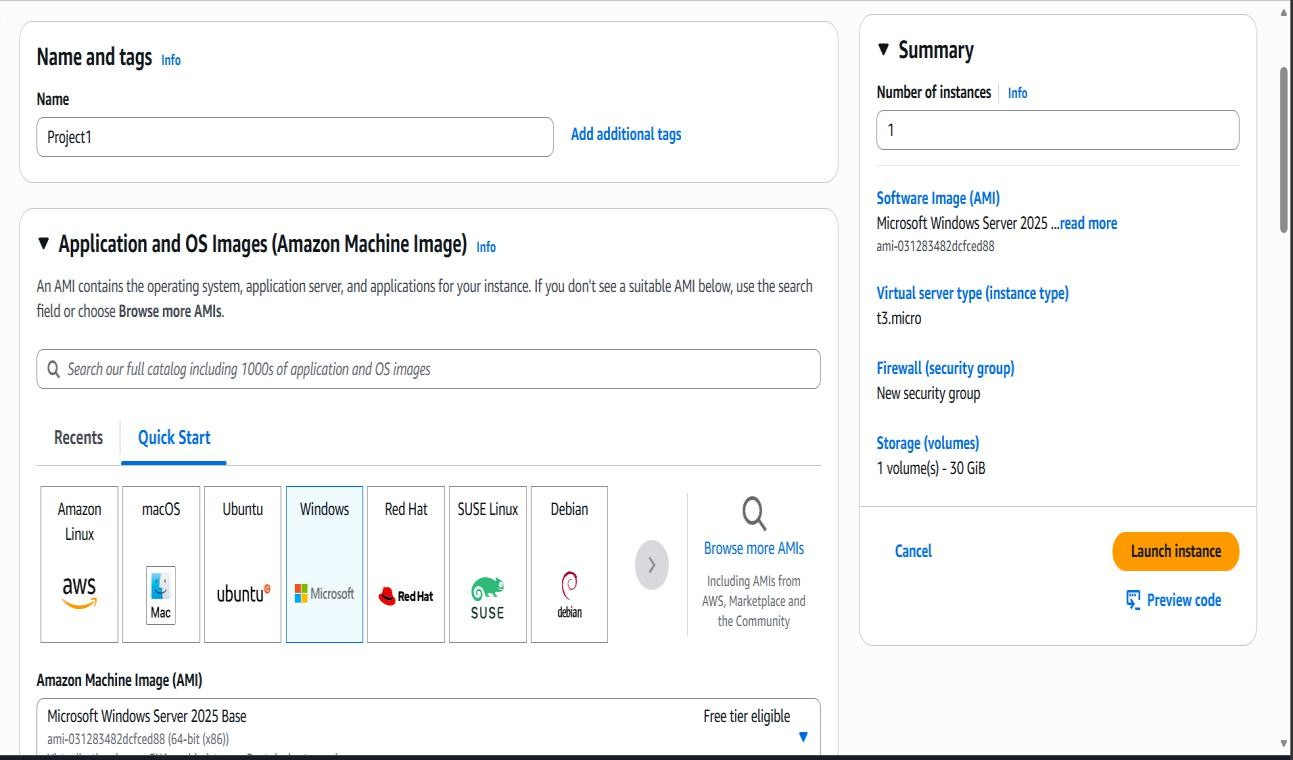 Name and tags Info
Name
Project1
Add additional tags
Application and OS Images (Amazon Machine Image) Info
An AMI contains the operating system, application server, and applications for your instance. If you don't see a suitable AMI below, use the search
field or choose Browse more AMIs.
Search our full catalog including 1000s of application and OS images
Recents
Quick Start
Amazon
Linux
aws
macOS
Mac
Ubuntu
ubuntu
Windows
Microsoft
Red Hat
Red Hat
SUSE Linux
SUSE
Debian
debian
Browse more AMIs
Including AMIs from
AWS, Marketplace and
the Community
Amazon Machine Image (AMI)
Microsoft Windows Server 2025 Base
Free tier eligible
ami-031283482dcfced88 (64-bit (x86))
Summary
Number of instances Info
1
Software Image (AMI)
Microsoft Windows Server 2025 ...read more
ami-031283482dcfced88
Virtual server type (instance type)
t3.micro
Firewall (security group)
New security group
Storage (volumes)
1 volume(s) - 30 GiB
Cancel
Launch instance
Preview code